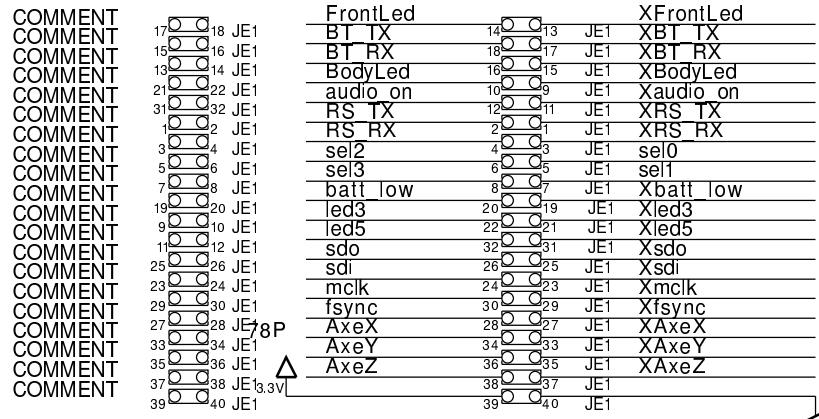 COMMENT FrontLed XFrontLed
17 18 JE1 14 13 JE1
COMMENT BT_TX XBT_TX
15 16 JE1 18 17 JE1
COMMENT BT_RX XBT_RX
13 14 JE1 16 15 JE1
COMMENT BodyLed XBodyLed
21 22 JE1 10 9 JE1
COMMENT audio_on Xaudio_on
31 32 JE1 12 11 JE1
COMMENT RS_TX XRS_TX
1 2 JE1 2 1 JE1
COMMENT RS_RX XRS_RX
3 4 JE1 4 3 JE1
COMMENT sel2 sel0
5 6 JE1 6 5 JE1
COMMENT sel3 sel1
7 8 JE1 8 7 JE1
COMMENT batt_low Xbatt_low
19 20 JE1 20 19 JE1
COMMENT led3 Xled3
9 10 JE1 22 21 JE1
COMMENT led5 Xled5
11 12 JE1 32 31 JE1
COMMENT sdo Xsdo
25 26 JE1 26 25 JE1
COMMENT sdi Xsdi
23 24 JE1 24 23 JE1
COMMENT mclk Xmclk
29 30 JE1 30 29 JE1
COMMENT fsync Xfsync
27 28 JE1 28 27 JE1
COMMENT 78P AxeX XAxeX
33 34 JE1 34 33 JE1
COMMENT AxeY XAxeY
35 36 JE1 36 35 JE1
COMMENT AxeZ XAxeZ
37 38 JE1 3.3V 38 37 JE1
COMMENT
39 40 JE1 39 40